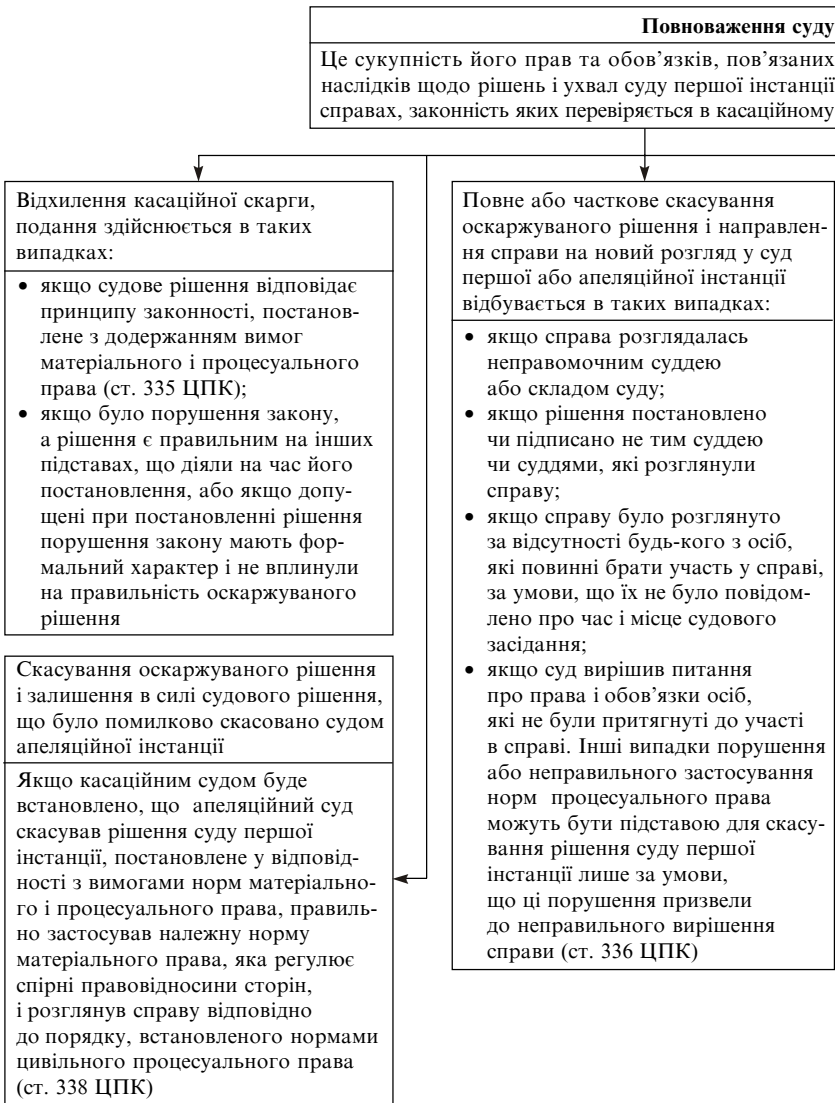 Повноваження суду
Це сукупність його прав та обов’язків, пов’язаних
наслідків щодо рішень і ухвал суду першої інстанції
справах, законність яких перевіряється в касаційному
Відхилення касаційної скарги,
подання здійснюється в таких
випадках:
• якщо судове рішення відповідає
принципу законності, постанов-
лене з додержанням вимог
матеріального і процесуального
права (ст. 335 ЦПК);
• якщо було порушення закону,
а рішення є правильним на інших
підставах, що діяли на час його
постановлення, або якщо допу-
щені при постановленні рішення
порушення закону мають фор-
мальний характер і не вплинули
на правильність оскаржуваного
рішення
Скасування оскаржуваного рішення
і залишення в силі судового рішення,
що було помилково скасовано судом
апеляційної інстанції
Якщо касаційним судом буде
встановлено, що апеляційний суд
скасував рішення суду першої
інстанції, постановлене у відповід-
ності з вимогами норм матеріально-
го і процесуального права, правиль-
но застосував належну норму
матеріального права, яка регулює
спірні правовідносини сторін,
і розглянув справу відповідно
до порядку, встановленого нормами
цивільного процесуального права
(ст. 338 ЦПК)
Повне або часткове скасування
оскаржуваного рішення і направлен-
ня справи на новий розгляд у суд
першої або апеляційної інстанції
відбувається в таких випадках:
• якщо справа розглядалась
неправомочним суддею
або складом суду;
• якщо рішення постановлено
чи підписано не тим суддею
чи суддями, які розглянули
справу;
• якщо справу було розглянуто
за відсутності будь-кого з осіб,
які повинні брати участь у справі,
за умови, що їх не було повідом-
лено про час і місце судового
засідання;
• якщо суд вирішив питання
про права і обов’язки осіб,
які не були притягнуті до участі
в справі. Інші випадки порушення
або неправильного застосування
норм процесуального права
можуть бути підставою для скасу-
вання рішення суду першої
інстанції лише за умови,
що ці порушення призвели
до неправильного вирішення
справи (ст. 336 ЦПК)